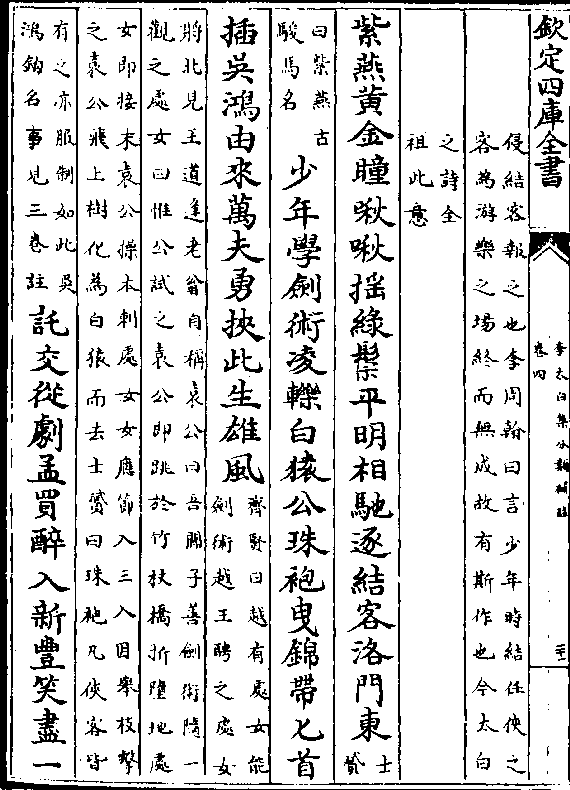 欽定四庫全書
李太白集分類補註
卷四
侵結客報之也李周翰曰言少年時結任俠之
客為游樂之場終而無成故有斯作也今太白
之詩全
祖此意
紫燕黃金瞳啾啾揺綠騣平明相馳逐結客洛門東
士贇
曰紫燕古
駿馬名
少年學劍術凌轢白猿公珠袍曳錦帶匕首
插吳鴻由來萬夫勇挾此生雄風
齊賢曰越有處女能
劍術越王聘之處女
將北見王道逢老翁自稱袁公曰吾聞子善劍術隨一
觀之處女曰惟公試之袁公即跳於竹杖橋折墮地處
女即接末袁公操本刺處女女應節入三入因舉枝擊
之袁公飛上樹化為白猿而去士贇曰珠袍凡俠客皆
有之亦服制如此吳
鴻鈎名事見三卷註
託交從劇孟買醉入新豐笑盡一